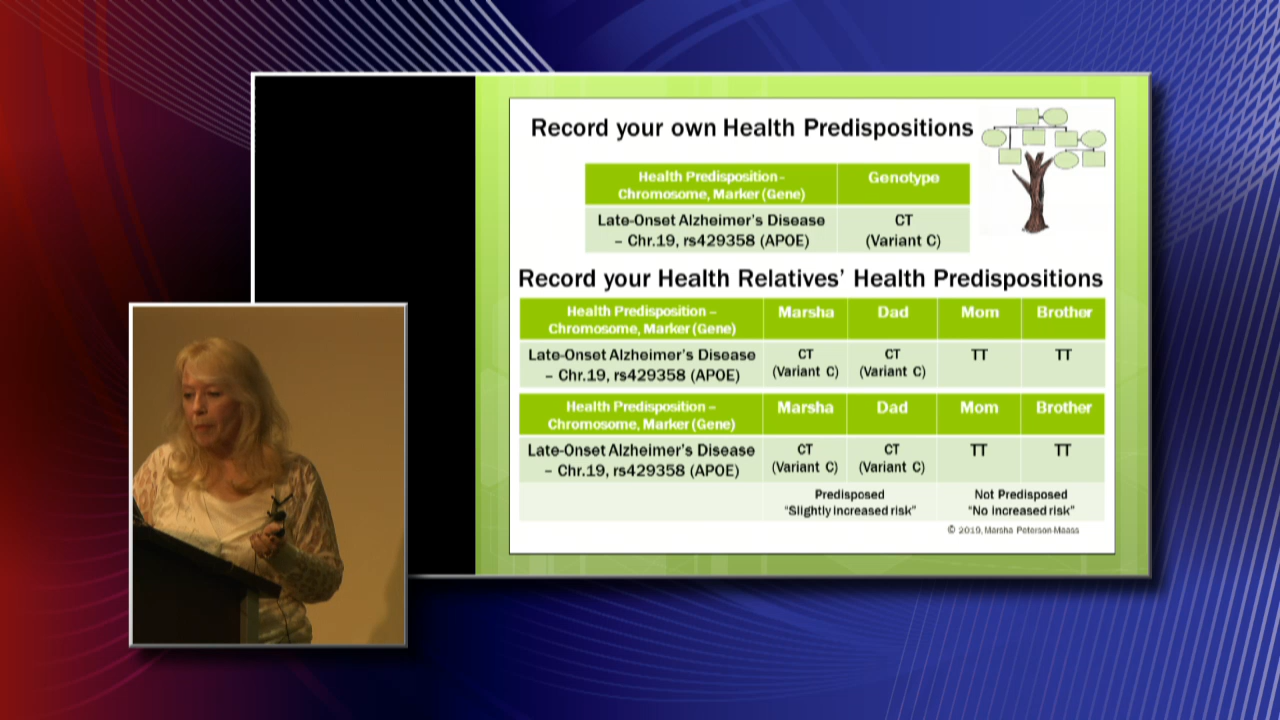 Record your own Health Predispositions
Health Predisposition – Genotype
Chromosome, Marker (Gene)
Late-Onset Alzheimer's Disease CT
– Chr.19, rs429358 (APOE) (Variant C)
Record your Health Relatives' Health Predispositions
Health Predisposition – Marsha Dad Mom Brother
Chromosome, Marker (Gene)
Late-Onset Alzheimer's Disease CT CT TT TT
– Chr.19, rs429358 (APOE) (Variant C) (Variant C)
Health Predisposition – Marsha Dad Mom Brother
Chromosome, Marker (Gene)
Late-Onset Alzheimer's Disease CT CT TT TT
– Chr.19, rs429358 (APOE) (Variant C) (Variant C)
Predisposed Not Predisposed
"Slightly increased risk" "No increased risk"
© 2019, Marsha Peterson-Maass